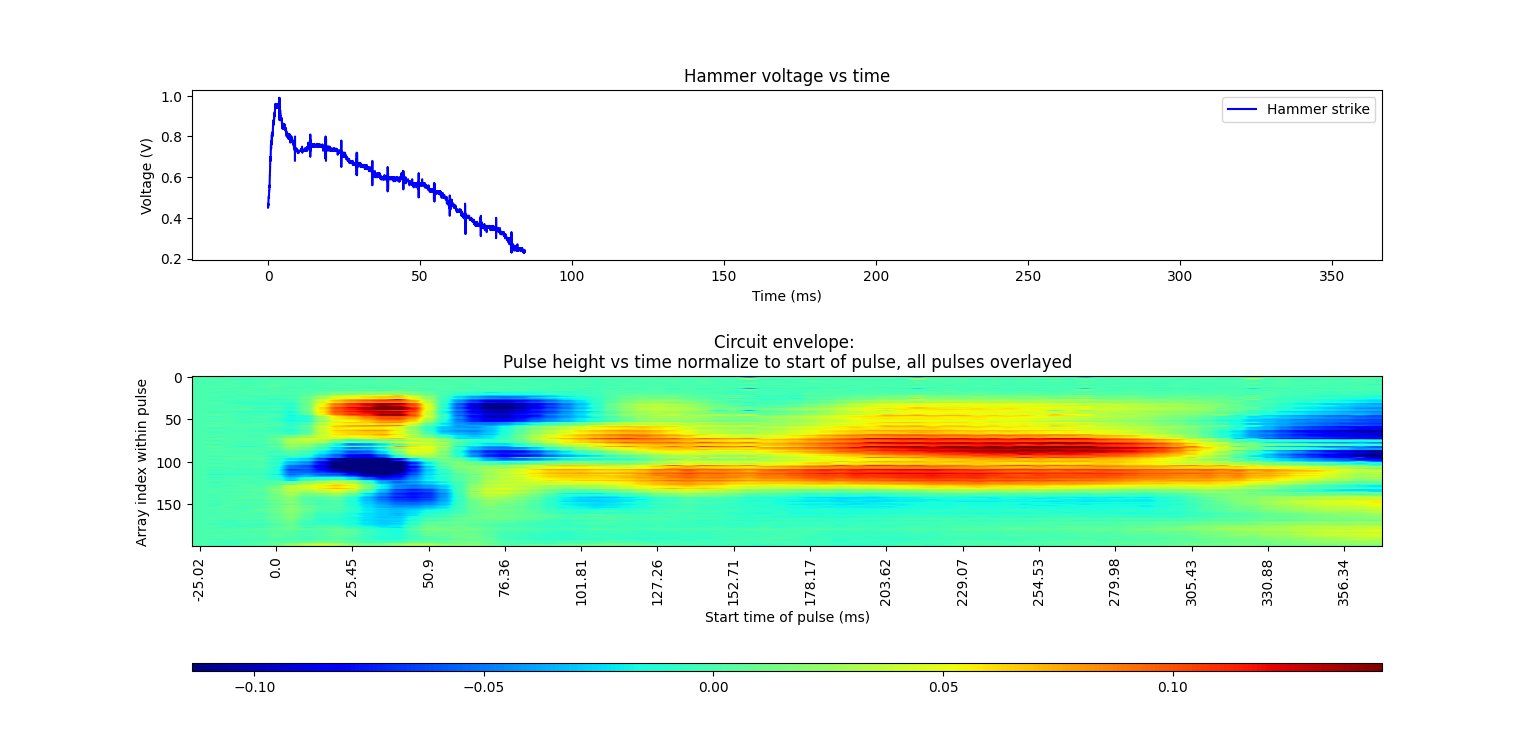 Hammer voltage vs time
1.0
0.8
0.6
0.4
0.2
Voltage (V)
Hammer strike
0 50 100 150 200 250 300 350
Time (ms)
Circuit envelope:
Pulse height vs time normalize to start of pulse, all pulses overlayed
0
50
100
150
Array index within pulse
-25.02 0.0 25.45 50.9 76.36 101.81 127.26 152.71 178.17 203.62 229.07 254.53 279.98 305.43 330.88 356.34
Start time of pulse (ms)
−0.10 −0.05 0.00 0.05 0.10